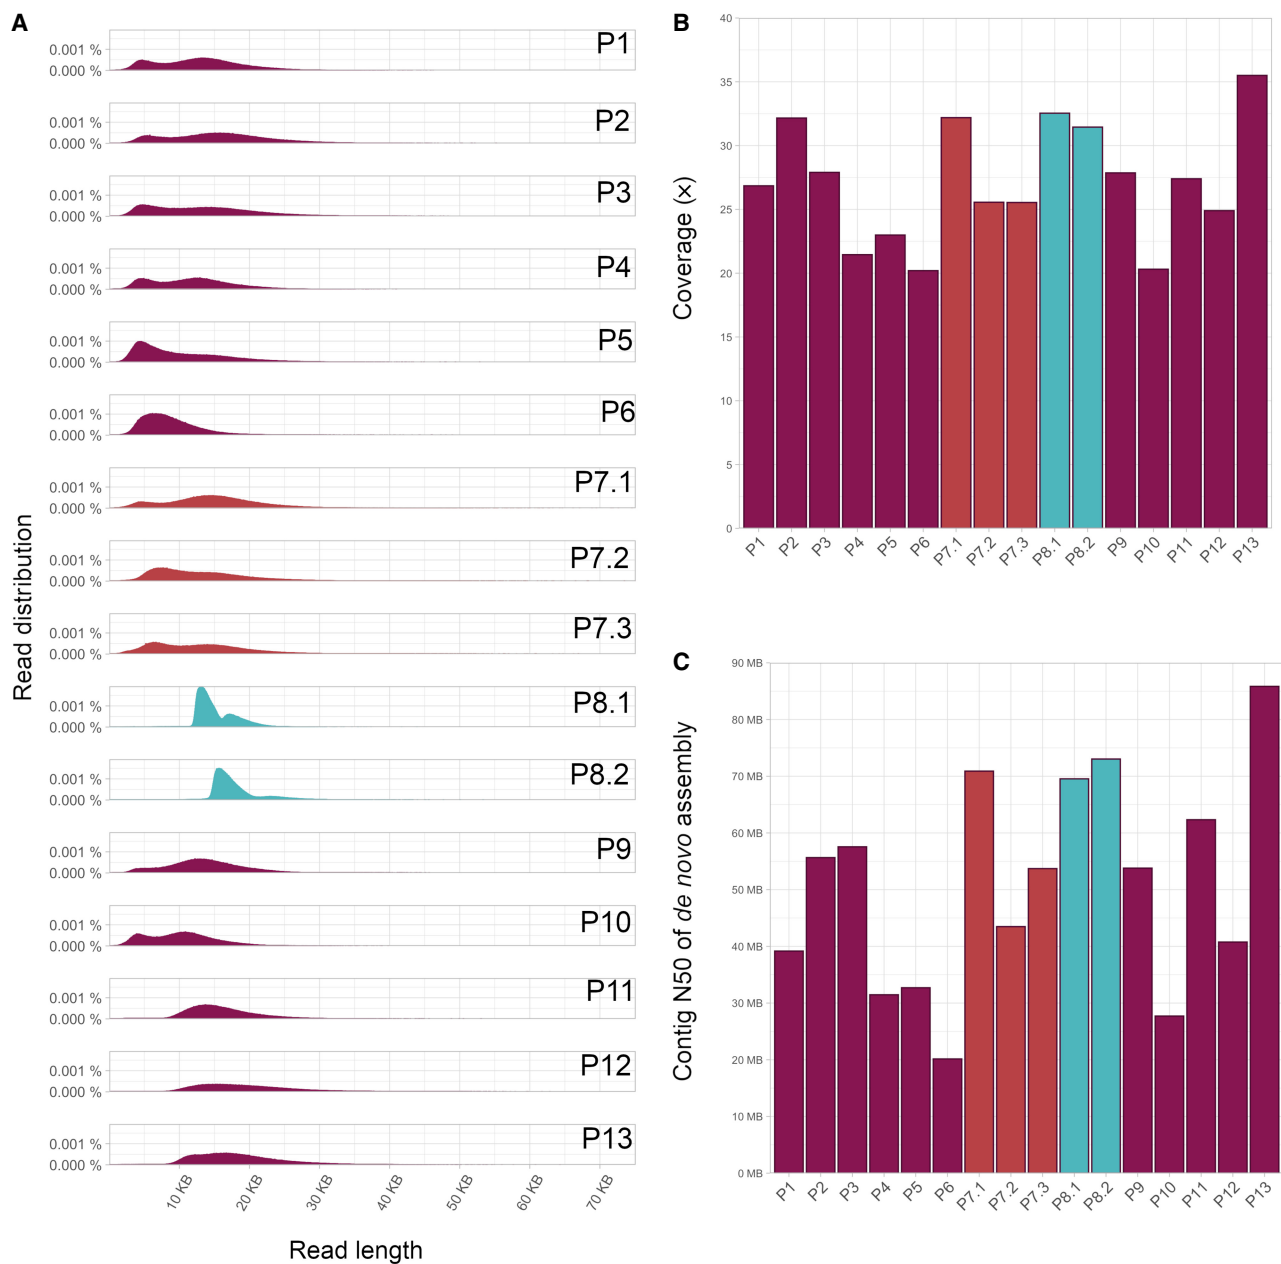 A
Read distribution
0.001 %
0.000 %
P1
0.001 %
0.000 %
P2
0.001 %
0.000 %
P3
0.001 %
0.000 %
P4
0.001 %
0.000 %
P5
0.001 %
0.000 %
P6
0.001 %
0.000 %
P7.1
0.001 %
0.000 %
P7.2
0.001 %
0.000 %
P7.3
0.001 %
0.000 %
P8.1
0.001 %
0.000 %
P8.2
0.001 %
0.000 %
P9
0.001 %
0.000 %
P10
0.001 %
0.000 %
P11
0.001 %
0.000 %
P12
0.001 %
0.000 %
P13
10 KB 20 KB 30 KB 40 KB 50 KB 60 KB 70 KB
Read length
B
Coverage (×)
40
35
30
25
20
15
10
5
0
P1 P2 P3 P4 P5 P6 P7.1 P7.2 P7.3 P8.1 P8.2 P9 P10 P11 P12 P13
C
Contig N50 of de novo assembly
90 MB
80 MB
70 MB
60 MB
50 MB
40 MB
30 MB
20 MB
10 MB
0 MB
P1 P2 P3 P4 P5 P6 P7.1 P7.2 P7.3 P8.1 P8.2 P9 P10 P11 P12 P13